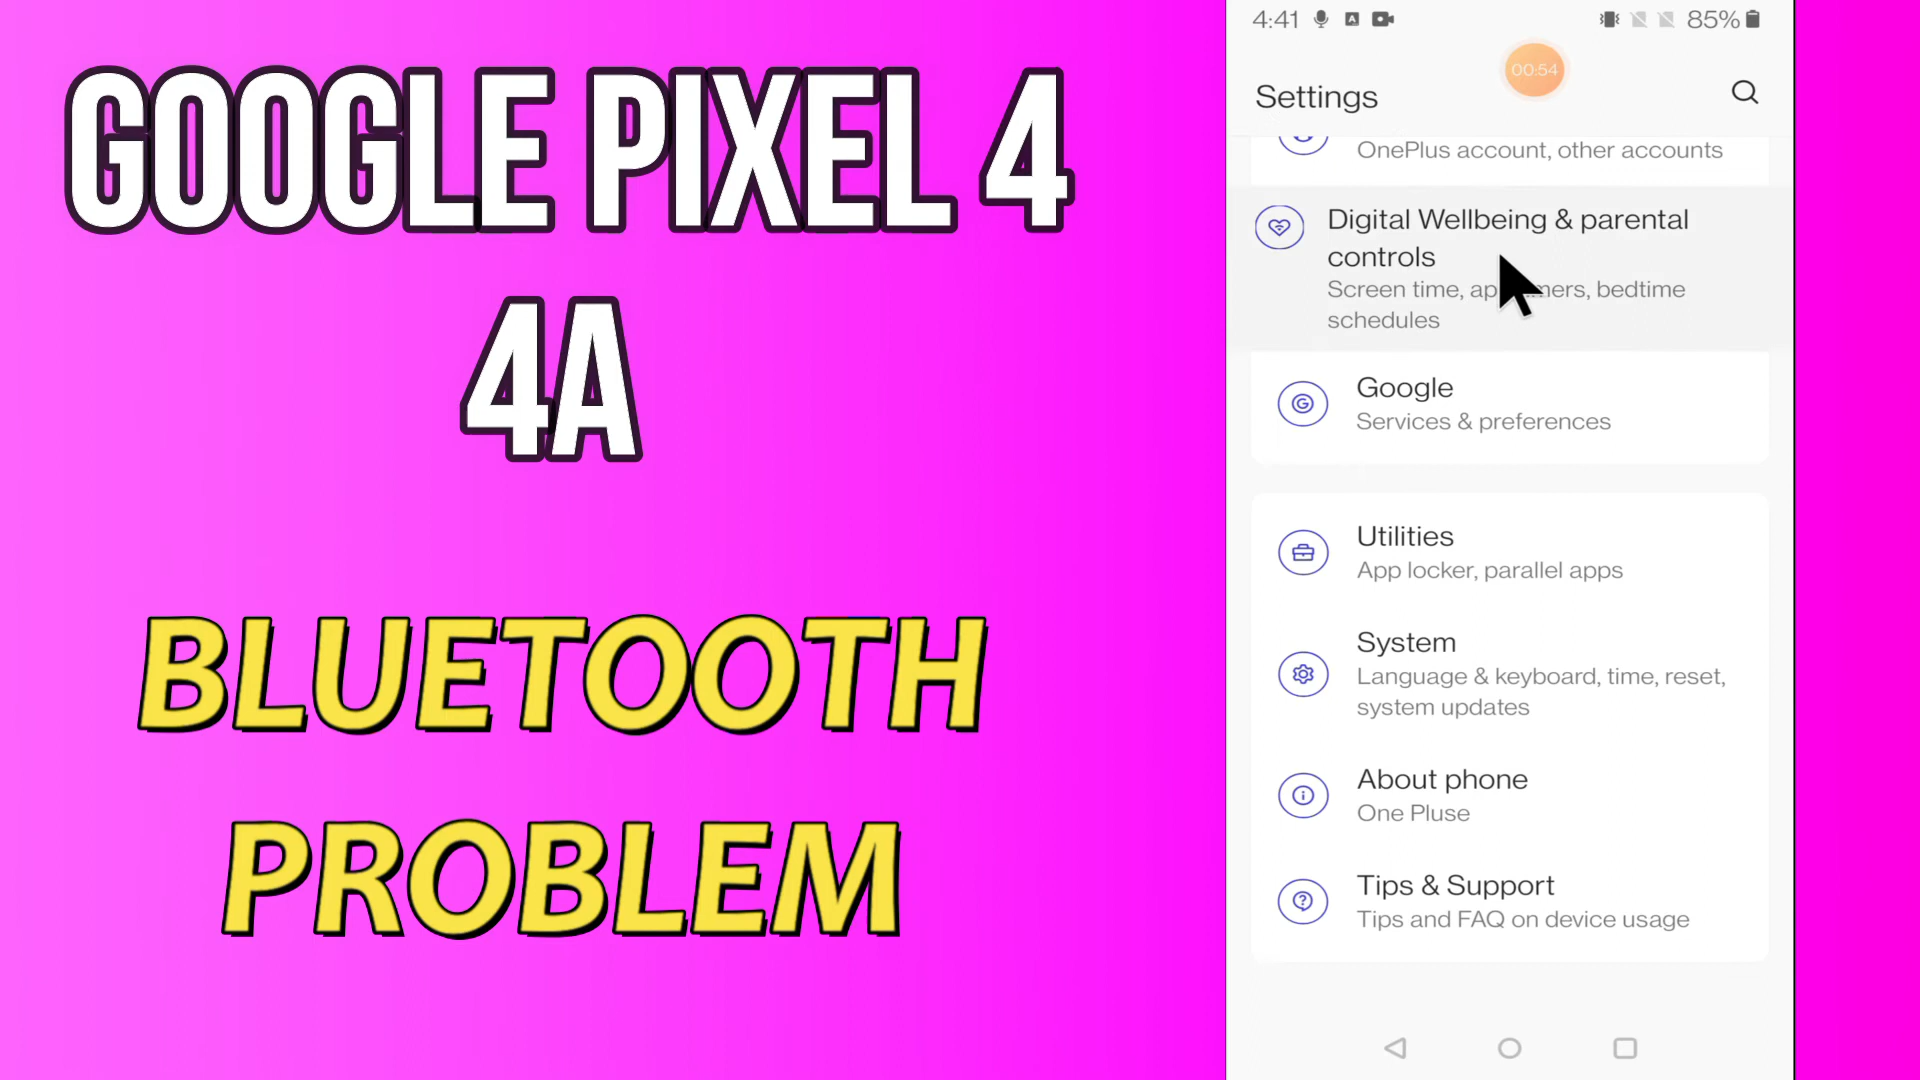 GOOGLE PIXEL 4
4A
BLUETOOTH
PROBLEM
4:41
85%
00:54
Settings
OnePlus account, other accounts
Digital Wellbeing & parental
controls
Screen time, ap mers, bedtime
schedules
Google
Services & preferences
Utilities
App locker, parallel apps
System
Language & keyboard, time, reset,
system updates
About phone
One Pluse
Tips & Support
Tips and FAQ on device usage